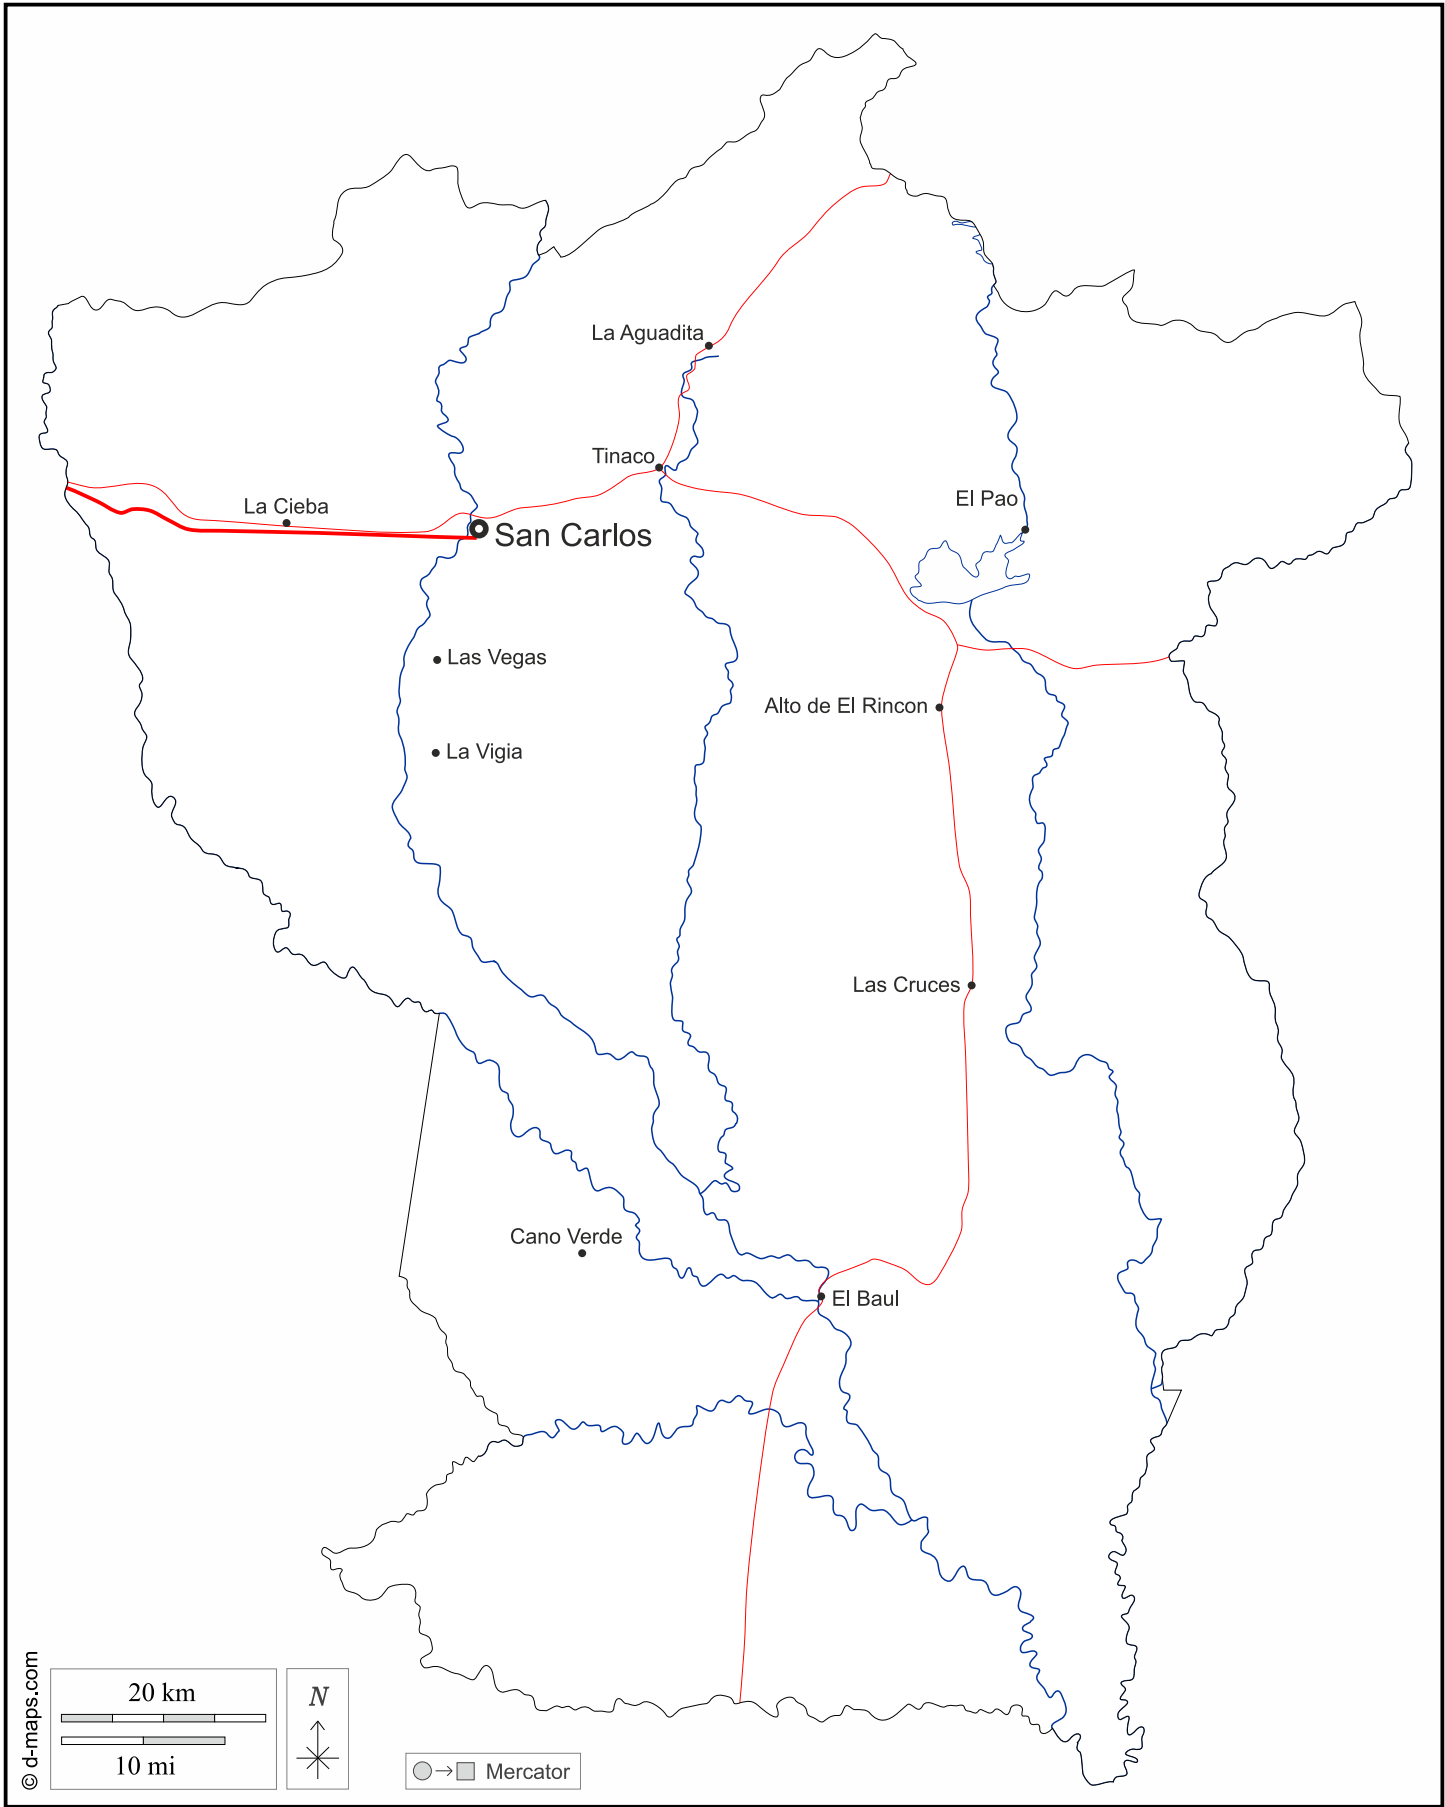 La Aguadita
Tinaco
El Pao
La Cieba
San Carlos
Las Vegas
Alto de El Rincon
La Vigia
Las Cruces
Cano Verde
El Baul
© d-maps.com
20 km
10 mi
N
Mercator